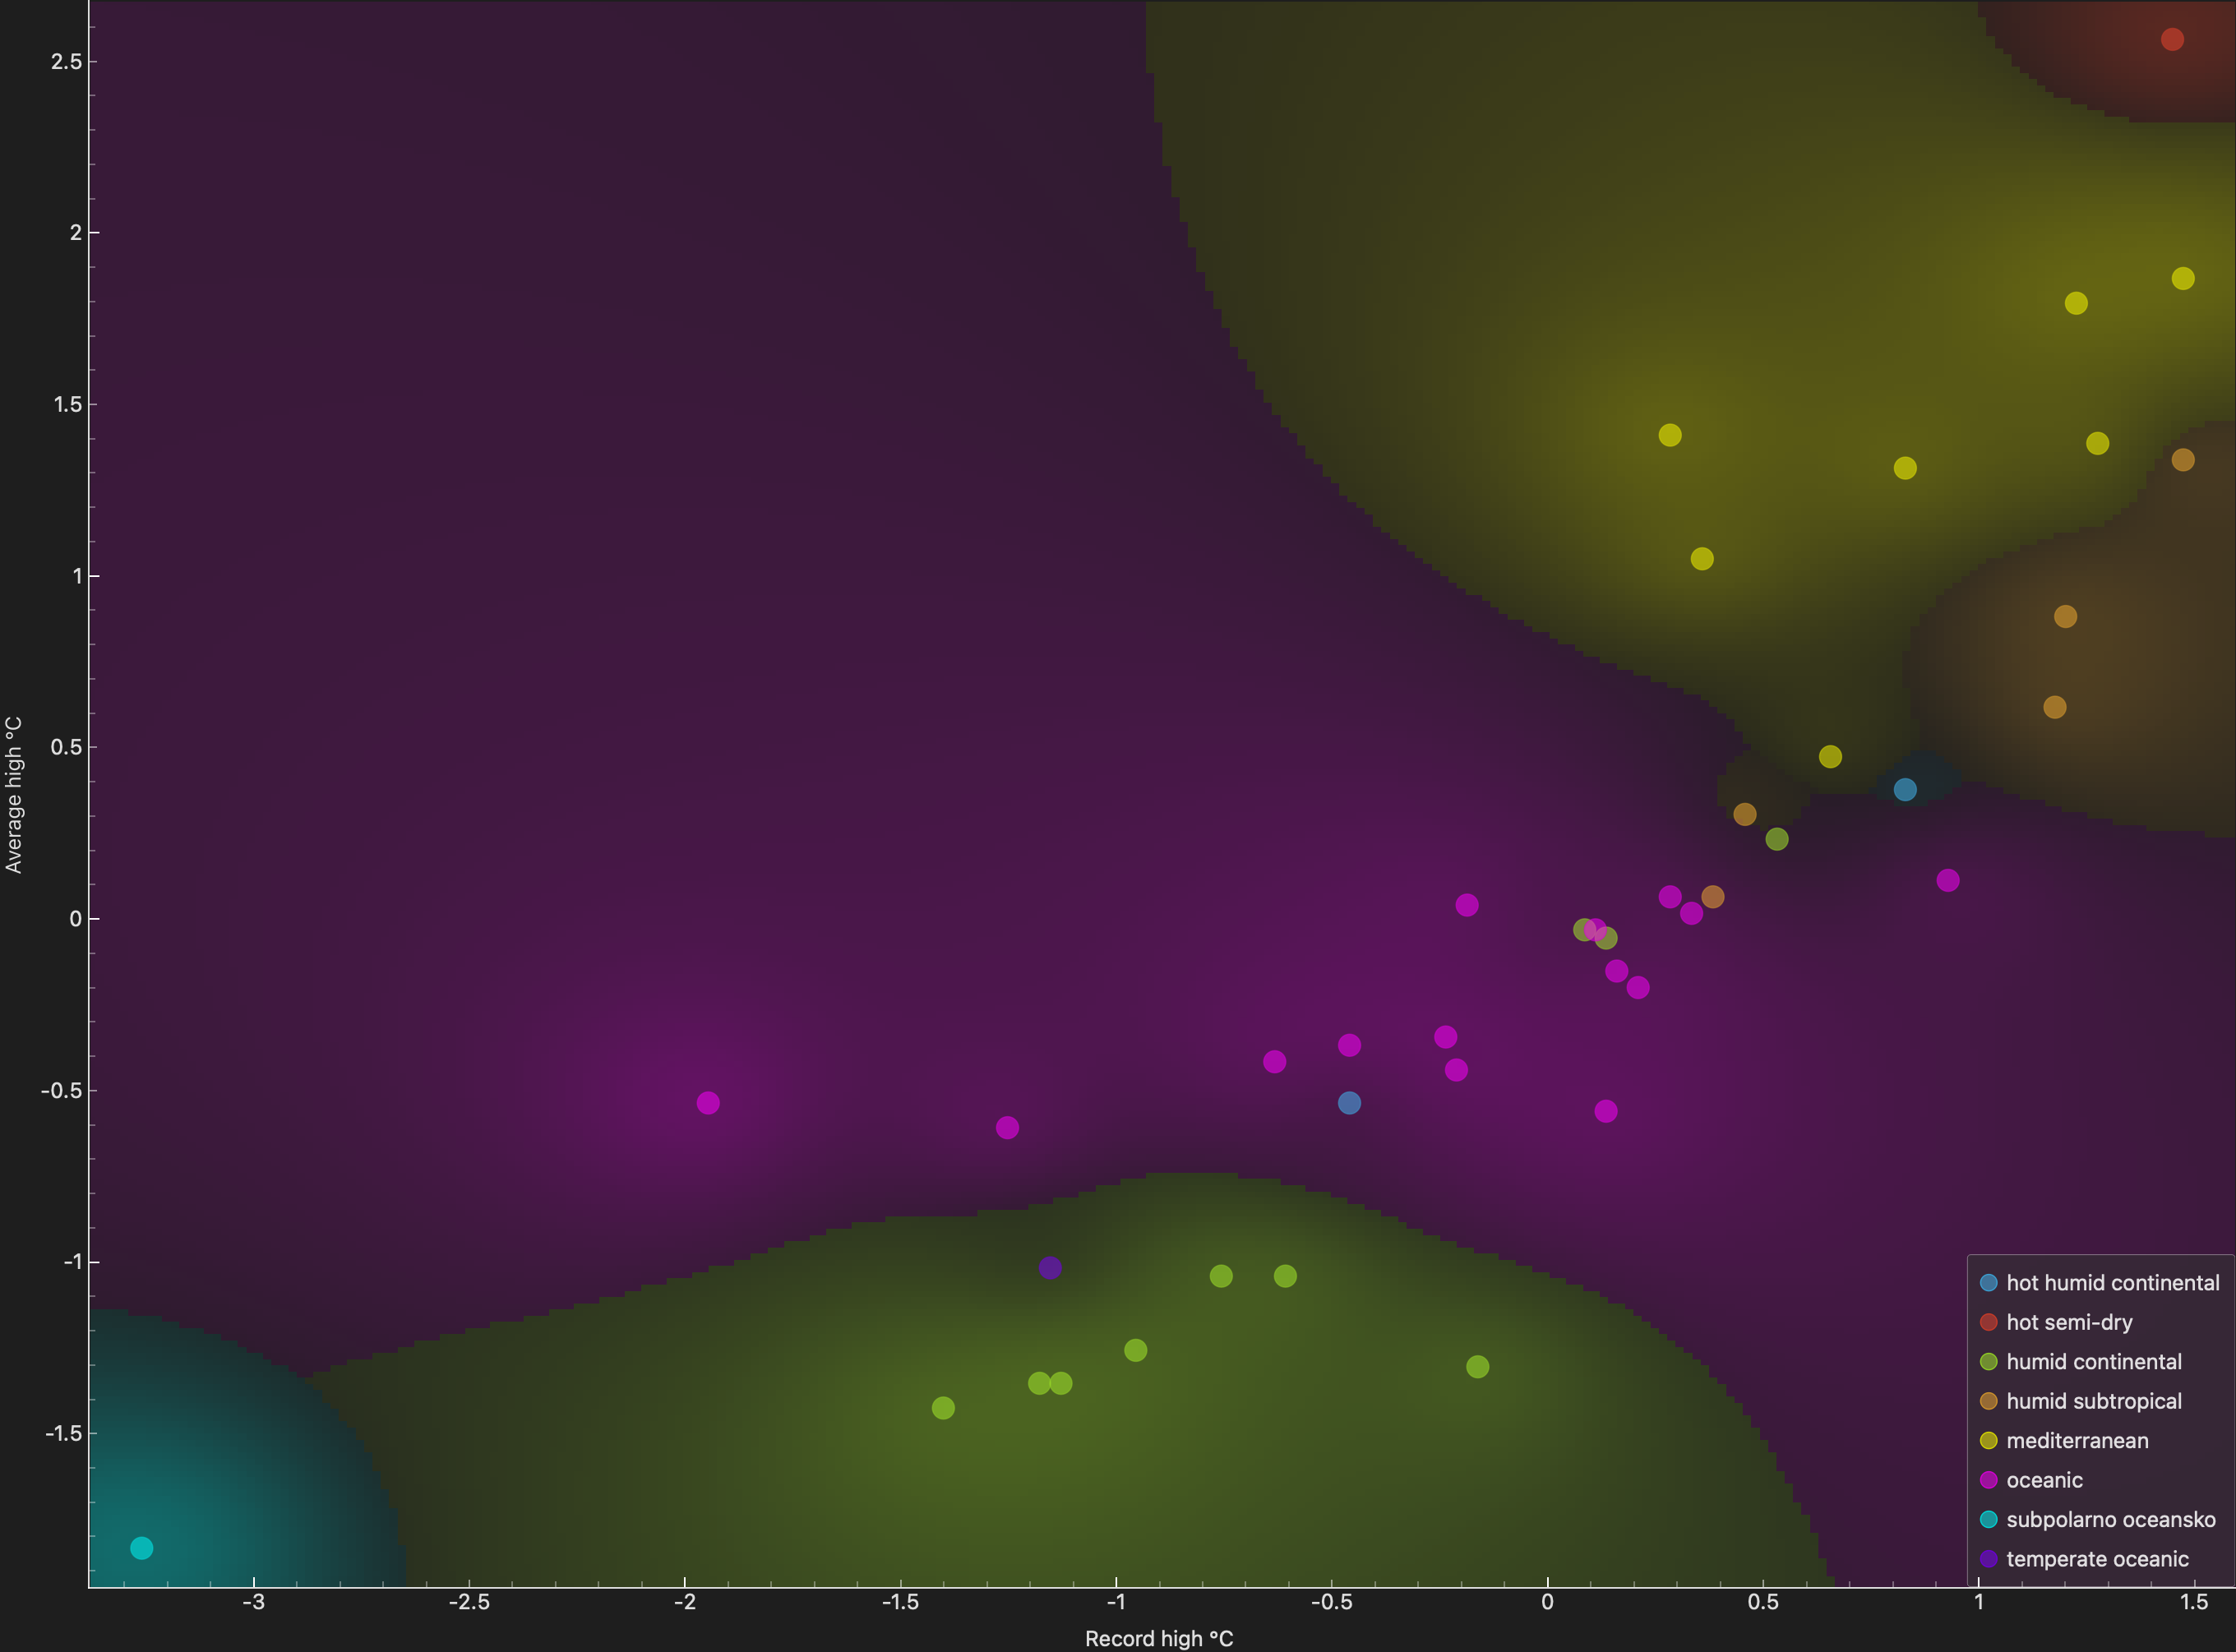 2.5
2
1.5
1
0.5
0
-0.5
-1
-1.5
Average high °C
-3
-2.5
-2
-1.5
-1
-0.5
0
0.5
1
1.5
Record high °C
hot humid continental
hot semi-dry
humid continental
humid subtropical
mediterranean
oceanic
subpolarno oceansko
temperate oceanic